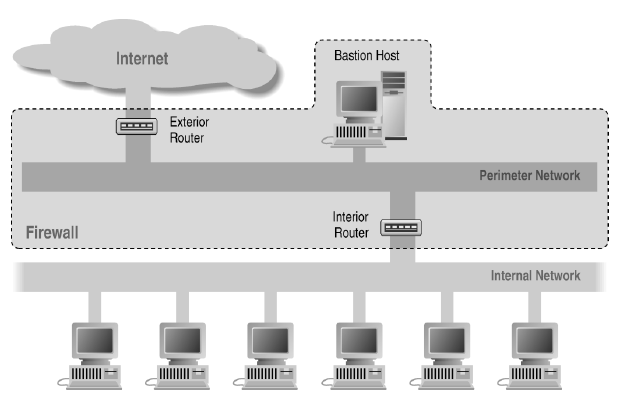 Internet
Bastion Host
Exterior
Router
Perimeter Network
Interior
Router
Firewall
Internal Network